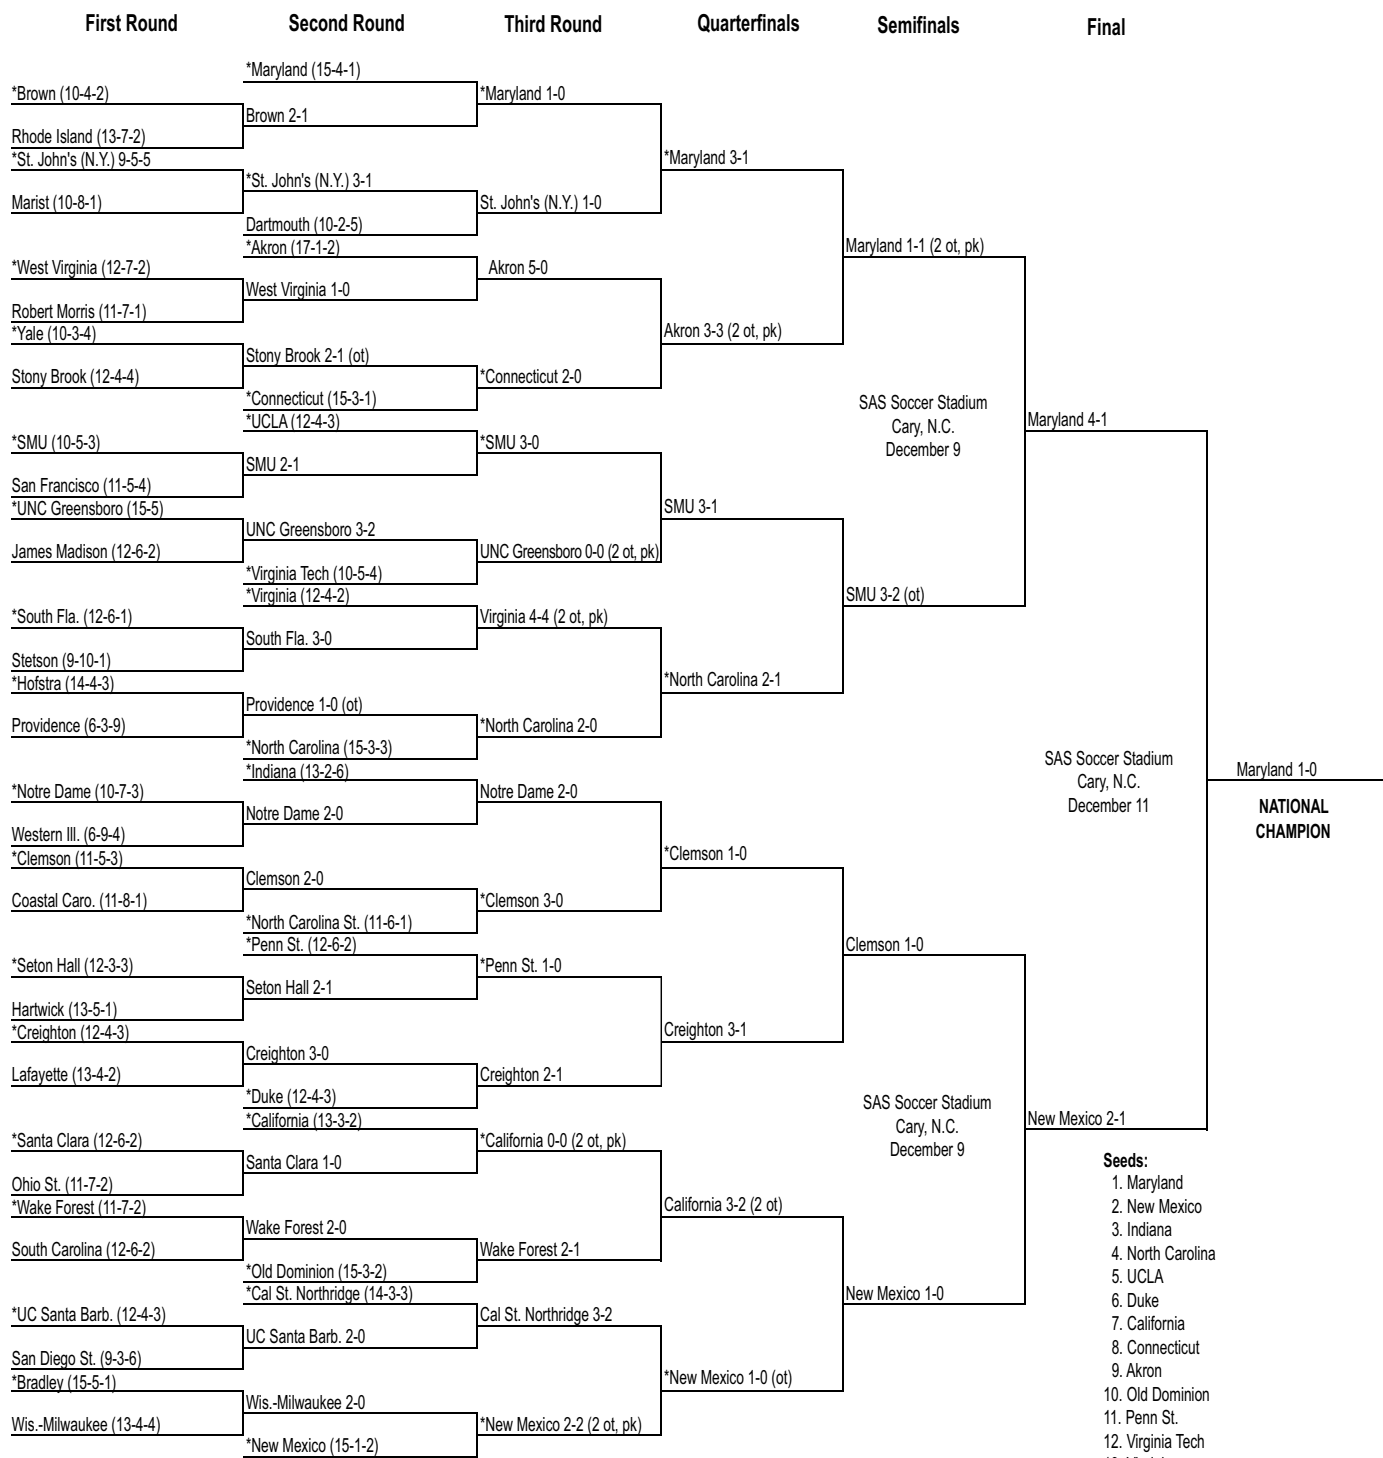 First Round
Second Round
Third Round
Quarterfinals
Semifinals
Final
*Brown (10-4-2)
Rhode Island (13-7-2)
*St. John's (N.Y.) 9-5-5
Marist (10-8-1)
*West Virginia (12-7-2)
Robert Morris (11-7-1)
*Yale (10-3-4)
Stony Brook (12-4-4)
*SMU (10-5-3)
San Francisco (11-5-4)
*UNC Greensboro (15-5)
James Madison (12-6-2)
*South Fla. (12-6-1)
Stetson (9-10-1)
*Hofstra (14-4-3)
Providence (6-3-9)
*Notre Dame (10-7-3)
Western Ill. (6-9-4)
*Clemson (11-5-3)
Coastal Caro. (11-8-1)
*Seton Hall (12-3-3)
Hartwick (13-5-1)
*Creighton (12-4-3)
Lafayette (13-4-2)
*Santa Clara (12-6-2)
Ohio St. (11-7-2)
*Wake Forest (11-7-2)
South Carolina (12-6-2)
*UC Santa Barb. (12-4-3)
San Diego St. (9-3-6)
*Bradley (15-5-1)
Wis.-Milwaukee (13-4-4)
*Maryland (15-4-1)
Brown 2-1
*St. John's (N.Y.) 3-1
Dartmouth (10-2-5)
*Akron (17-1-2)
West Virginia 1-0
Stony Brook 2-1 (ot)
*Connecticut (15-3-1)
*UCLA (12-4-3)
SMU 2-1
UNC Greensboro 3-2
*Virginia Tech (10-5-4)
*Virginia (12-4-2)
South Fla. 3-0
Providence 1-0 (ot)
*North Carolina (15-3-3)
*Indiana (13-2-6)
Notre Dame 2-0
Clemson 2-0
*North Carolina St. (11-6-1)
*Penn St. (12-6-2)
Seton Hall 2-1
Creighton 3-0
*Duke (12-4-3)
*California (13-3-2)
Santa Clara 1-0
Wake Forest 2-0
*Old Dominion (15-3-2)
*Cal St. Northridge (14-3-3)
UC Santa Barb. 2-0
Wis.-Milwaukee 2-0
*New Mexico (15-1-2)
*Maryland 1-0
St. John's (N.Y.) 1-0
Akron 5-0
*Connecticut 2-0
*SMU 3-0
UNC Greensboro 0-0 (2 ot, pk)
Virginia 4-4 (2 ot, pk)
*North Carolina 2-0
Notre Dame 2-0
*Clemson 3-0
*Penn St. 1-0
Creighton 2-1
*California 0-0 (2 ot, pk)
Wake Forest 2-1
Cal St. Northridge 3-2
*New Mexico 2-2 (2 ot, pk)
*Maryland 3-1
Akron 3-3 (2 ot, pk)
SMU 3-1
*North Carolina 2-1
*Clemson 1-0
Creighton 3-1
California 3-2 (2 ot)
*New Mexico 1-0 (ot)
Maryland 1-1 (2 ot, pk)
SAS Soccer Stadium
Cary, N.C.
December 9
SMU 3-2 (ot)
Clemson 1-0
SAS Soccer Stadium
Cary, N.C.
December 9
New Mexico 1-0
Maryland 4-1
SAS Soccer Stadium
Cary, N.C.
December 11
New Mexico 2-1
Maryland 1-0
NATIONAL
CHAMPION
Seeds:
1. Maryland
2. New Mexico
3. Indiana
4. North Carolina
5. UCLA
6. Duke
7. California
8. Connecticut
9. Akron
10. Old Dominion
11. Penn St.
12. Virginia Tech